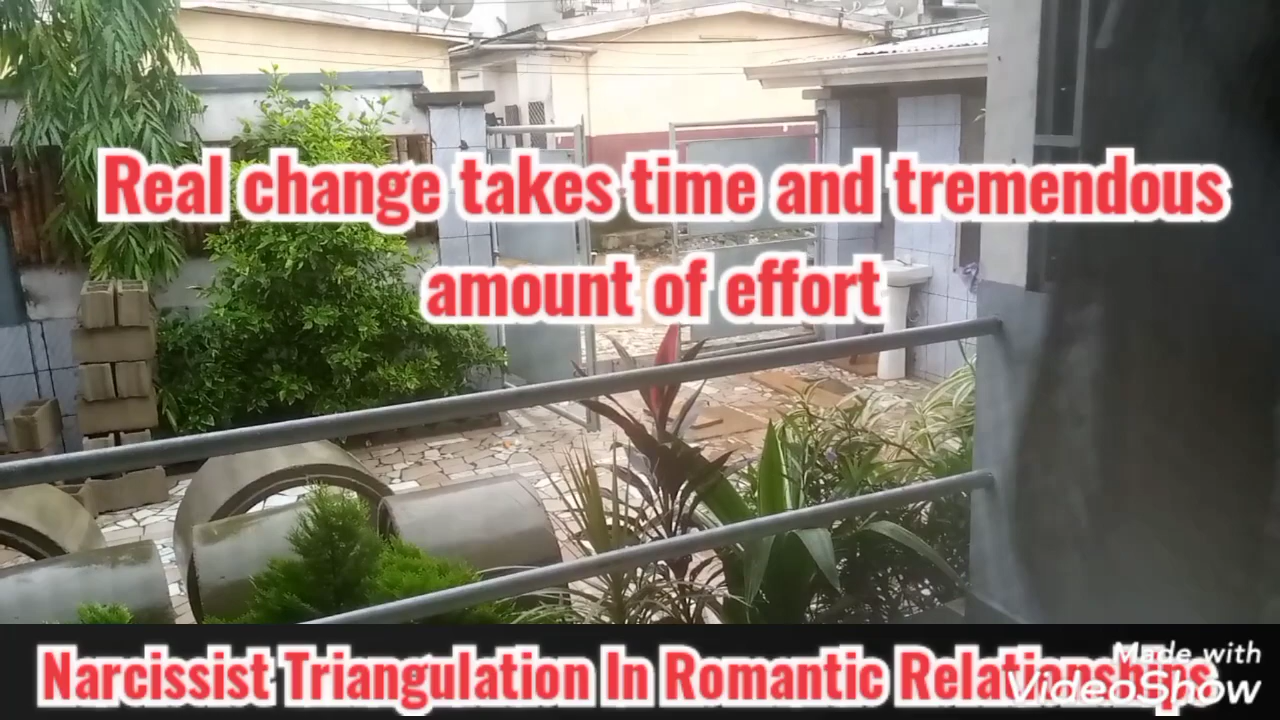 Real change takes time and tremendous
amount of effort
Narcissist Triangulation In Romantic Relationships
Made with
VideoShow